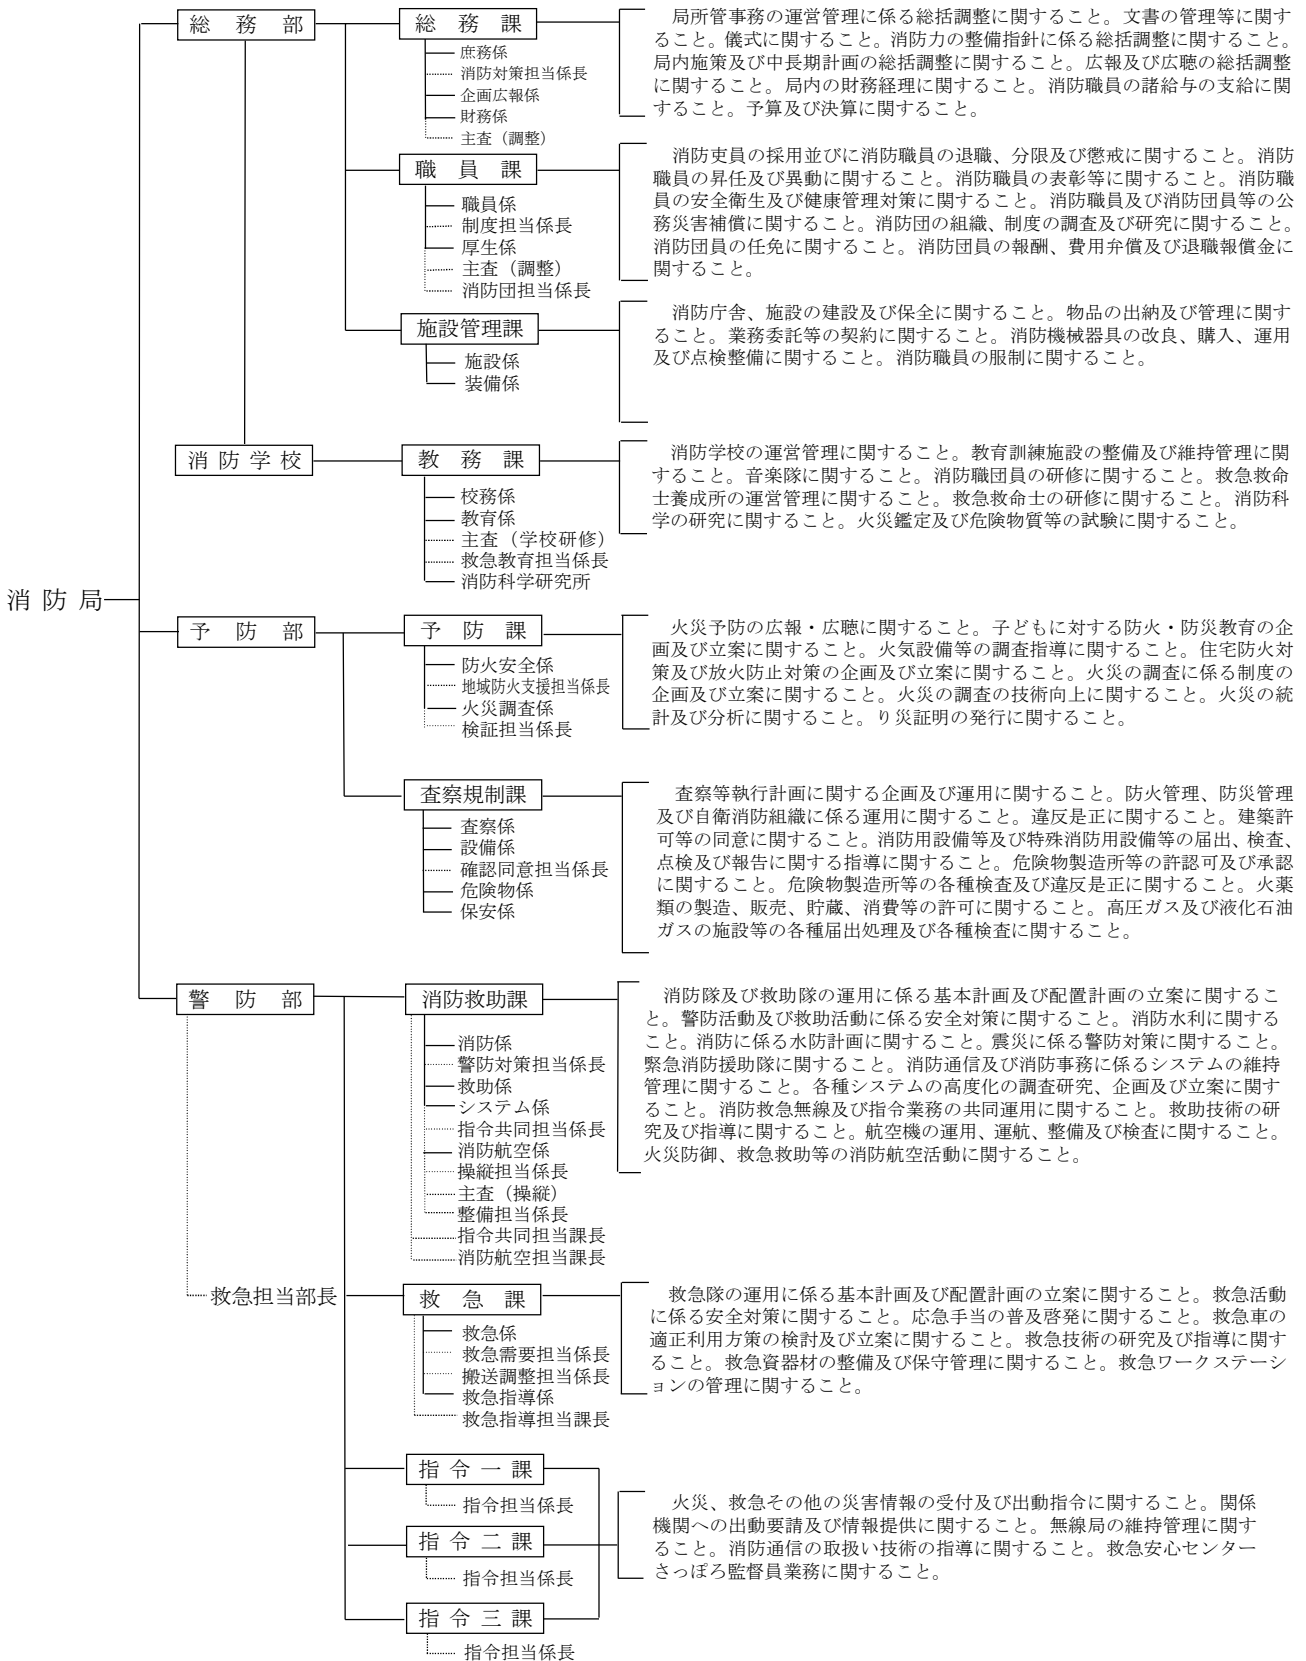 消防局
総務部
総務課
庶務係
消防対策担当係長
企画広報係
財務係
主査（調整）
局所管事務の運営管理に係る総括調整に関すること。文書の管理等に関す
ること。儀式に関すること。消防力の整備指針に係る総括調整に関すること。
局内施策及び中長期計画の総括調整に関すること。広報及び広聴の総括調整
に関すること。局内の財務経理に関すること。消防職員の諸給与の支給に関
すること。予算及び決算に関すること。
職員課
職員係
制度担当係長
厚生係
主査（調整）
消防団担当係長
消防吏員の採用並びに消防職員の退職、分限及び懲戒に関すること。消防
職員の昇任及び異動に関すること。消防職員の表彰等に関すること。消防職
員の安全衛生及び健康管理対策に関すること。消防職員及び消防団員等の公
務災害補償に関すること。消防団の組織、制度の調査及び研究に関すること。
消防団員の任免に関すること。消防団員の報酬、費用弁償及び退職報償金に
関すること。
施設管理課
施設係
装備係
消防庁舎、施設の建設及び保全に関すること。物品の出納及び管理に関す
ること。業務委託等の契約に関すること。消防機械器具の改良、購入、運用
及び点検整備に関すること。消防職員の服制に関すること。
消防学校
教務課
校務係
教育係
主査（学校研修）
救急教育担当係長
消防科学研究所
消防学校の運営管理に関すること。教育訓練施設の整備及び維持管理に関
すること。音楽隊に関すること。消防職団員の研修に関すること。救急救命
士養成所の運営管理に関すること。救急救命士の研修に関すること。消防科
学の研究に関すること。火災鑑定及び危険物質等の試験に関すること。
予防部
予防課
防火安全係
地域防火支援担当係長
火災調査係
検証担当係長
火災予防の広報・広聴に関すること。子どもに対する防火・防災教育の企
画及び立案に関すること。火気設備等の調査指導に関すること。住宅防火対
策及び放火防止対策の企画及び立案に関すること。火災の調査に係る制度の
企画及び立案に関すること。火災の調査の技術向上に関すること。火災の統
計及び分析に関すること。り災証明の発行に関すること。
査察規制課
査察係
設備係
確認同意担当係長
危険物係
保安係
査察等執行計画に関する企画及び運用に関すること。防火管理、防災管理
及び自衛消防組織に係る運用に関すること。違反是正に関すること。建築許
可等の同意に関すること。消防用設備等及び特殊消防用設備等の届出、検査、
点検及び報告に関する指導に関すること。危険物製造所等の許認可及び承認
に関すること。危険物製造所等の各種検査及び違反是正に関すること。火薬
類の製造、販売、貯蔵、消費等の許可に関すること。高圧ガス及び液化石油
ガスの施設等の各種届出処理及び各種検査に関すること。
警防部
消防救助課
消防係
警防対策担当係長
救助係
システム係
指令共同担当係長
消防航空係
操縦担当係長
主査（操縦）
整備担当係長
指令共同担当課長
消防航空担当課長
消防隊及び救助隊の運用に係る基本計画及び配置計画の立案に関するこ
と。警防活動及び救助活動に係る安全対策に関すること。消防水利に関する
こと。消防に係る水防計画に関すること。震災に係る警防対策に関すること。
緊急消防援助隊に関すること。消防通信及び消防事務に係るシステムの維持
管理に関すること。各種システムの高度化の調査研究、企画及び立案に関す
ること。消防救急無線及び指令業務の共同運用に関すること。救助技術の研
究及び指導に関すること。航空機の運用、運航、整備及び検査に関すること。
火災防御、救急救助等の消防航空活動に関すること。
救急担当部長
救急課
救急係
救急需要担当係長
搬送調整担当係長
救急指導係
救急指導担当課長
救急隊の運用に係る基本計画及び配置計画の立案に関すること。救急活動
に係る安全対策に関すること。応急手当の普及啓発に関すること。救急車の
適正利用方策の検討及び立案に関すること。救急技術の研究及び指導に関す
ること。救急資器材の整備及び保守管理に関すること。救急ワークステーシ
ョンの管理に関すること。
指令一課
指令担当係長
指令二課
指令担当係長
指令三課
指令担当係長
火災、救急その他の災害情報の受付及び出動指令に関すること。関係
機関への出動要請及び情報提供に関すること。無線局の維持管理に関す
ること。消防通信の取扱い技術の指導に関すること。救急安心センター
さっぽろ監督員業務に関すること。